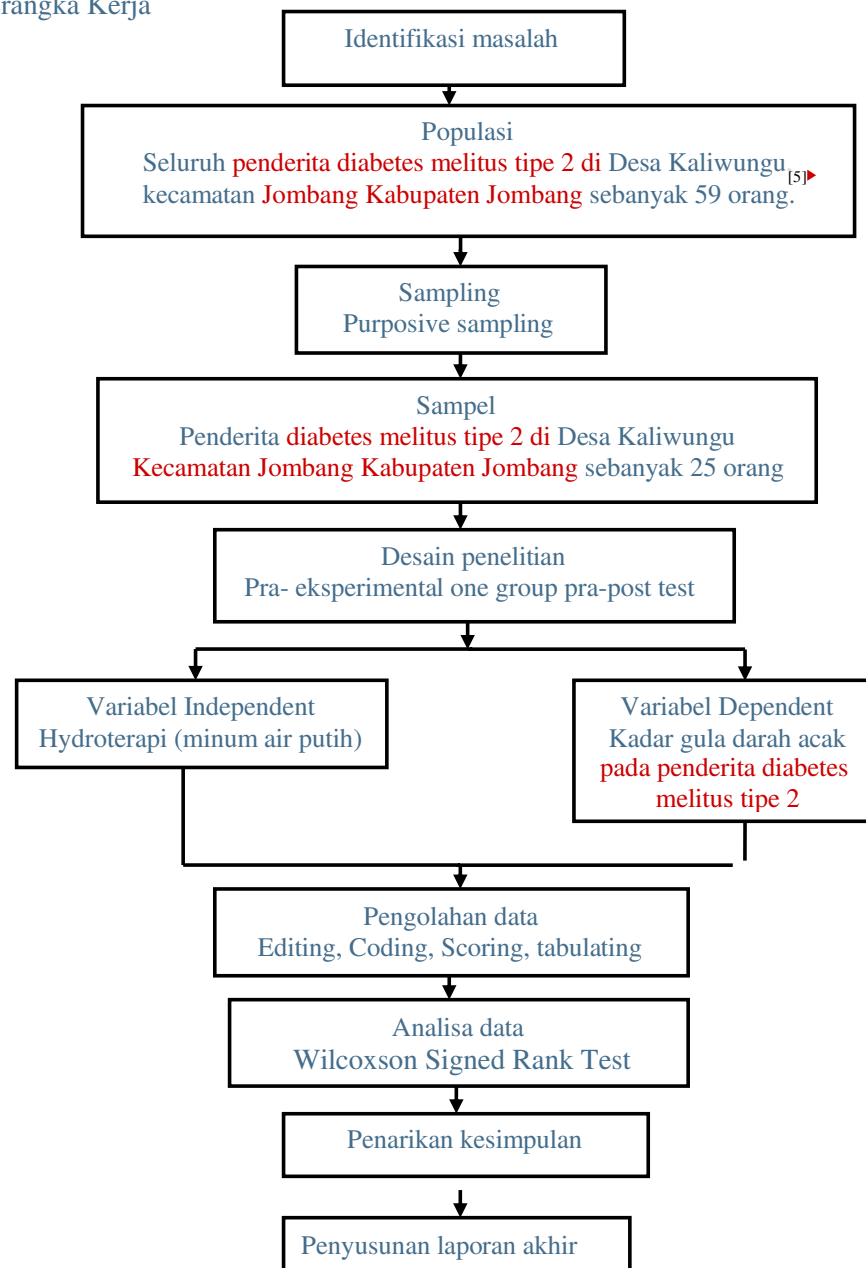 rangka Kerja
Identifikasi masalah
Populasi
Seluruh penderita diabetes melitus tipe 2 di Desa Kaliwungu
[5]
kecamatan Jombang Kabupaten Jombang sebanyak 59 orang.
Sampling
Purposive sampling
Sampel
Penderita diabetes melitus tipe 2 di Desa Kaliwungu
Kecamatan Jombang Kabupaten Jombang sebanyak 25 orang
Desain penelitian
Pra- eksperimental one group pra-post test
Variabel Independent
Hydroterapi (minum air putih)
Variabel Dependent
Kadar gula darah acak
pada penderita diabetes
melitus tipe 2
Pengolahan data
Editing, Coding, Scoring, tabulating
Analisa data
Wilcoxson Signed Rank Test
Penarikan kesimpulan
Penyusunan laporan akhir